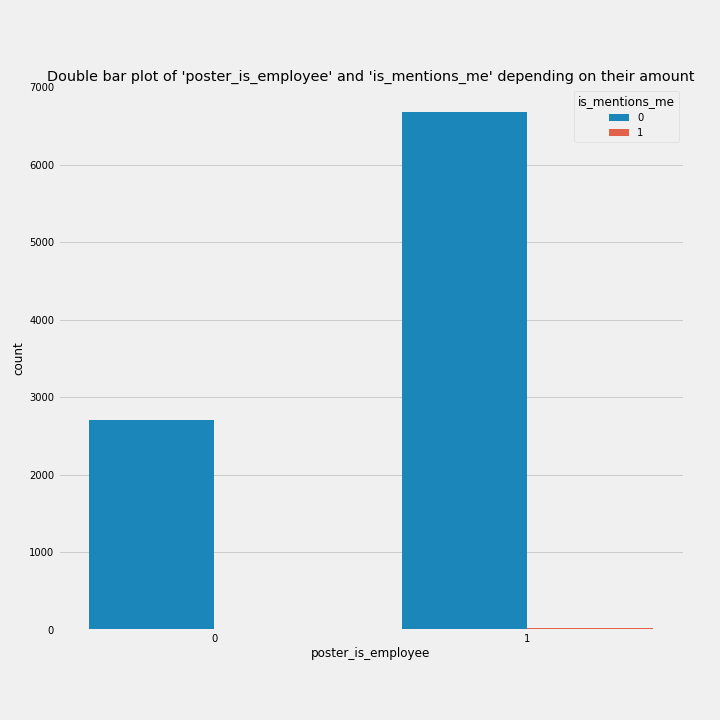 Double bar plot of 'poster_is_employee' and 'is_mentions_me' depending on their amount
7000
6000
5000
4000
3000
2000
1000
0
count
is_mentions_me
0
1
0 1
poster_is_employee